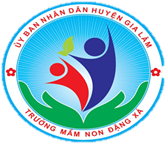 ỦY BAN NHÂN DÂN HUYỆN GIA LÂM
TRƯỜNG MẦM NON ĐẶNG XÁ